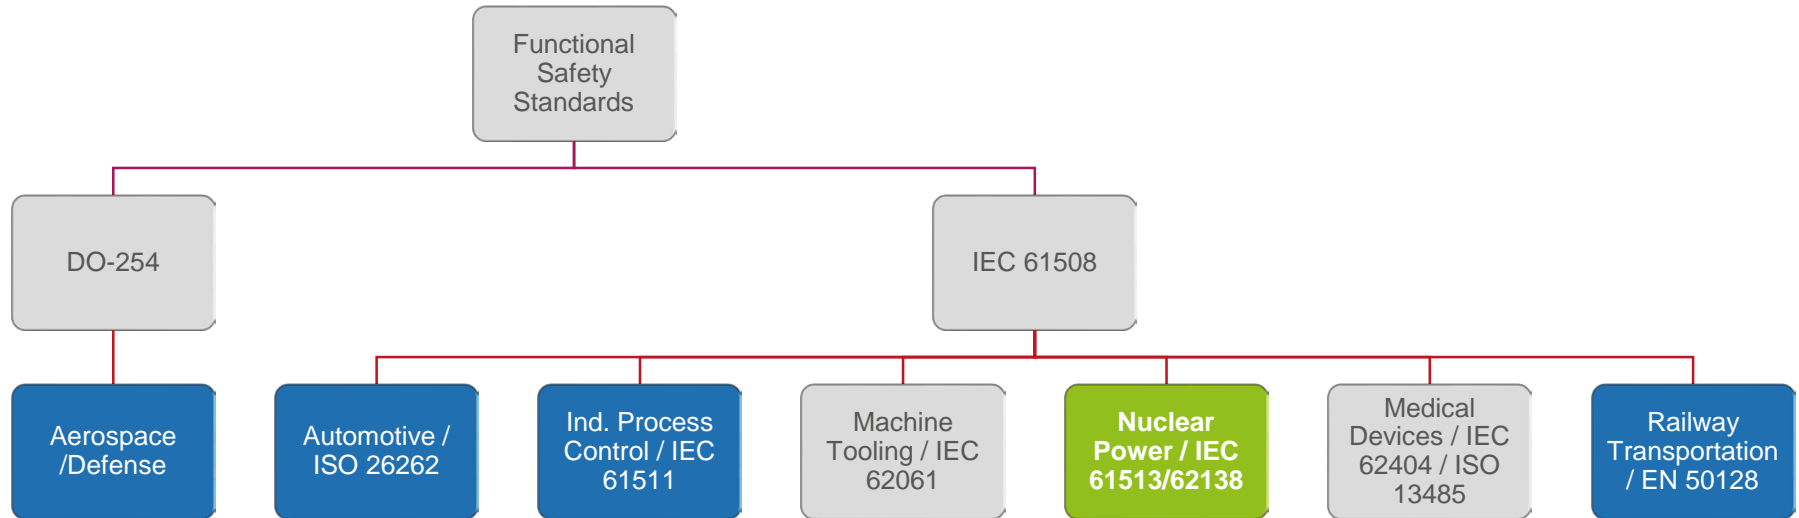 Functional
Safety
Standards
DO-254
IEC 61508
Aerospace
/Defense
Automotive /
ISO 26262
Ind. Process
Control / IEC
61511
Machine
Tooling / IEC
62061
Nuclear
Power / IEC
61513/62138
Medical
Devices / IEC
62404 / ISO
13485
Railway
Transportation
/ EN 50128